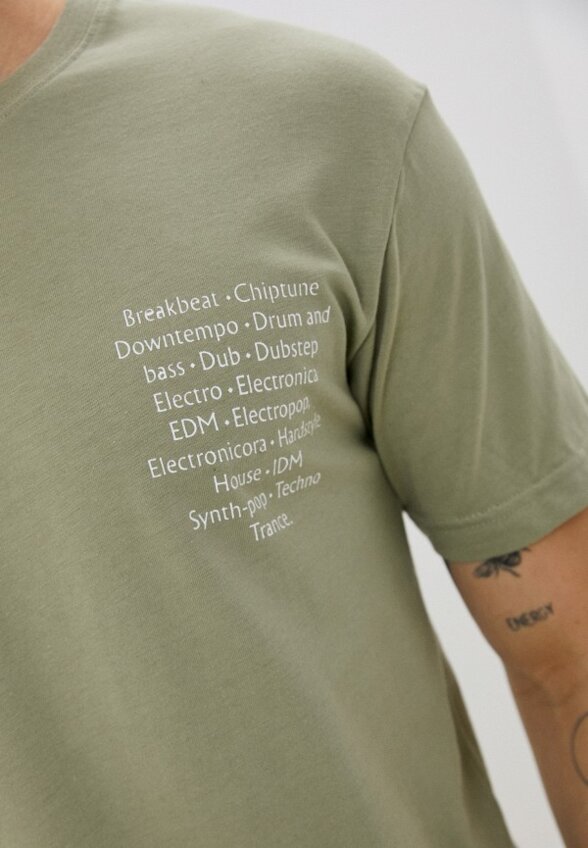 Breakbeat • Chiptune
Downtempo • Drum and
bass • Dub • Dubstep
Electro • Electronica
EDM • Electropop,
Electronicora • Hardstyle
House • IDM
Synth-pop • Techno
Trance.
ENERGY